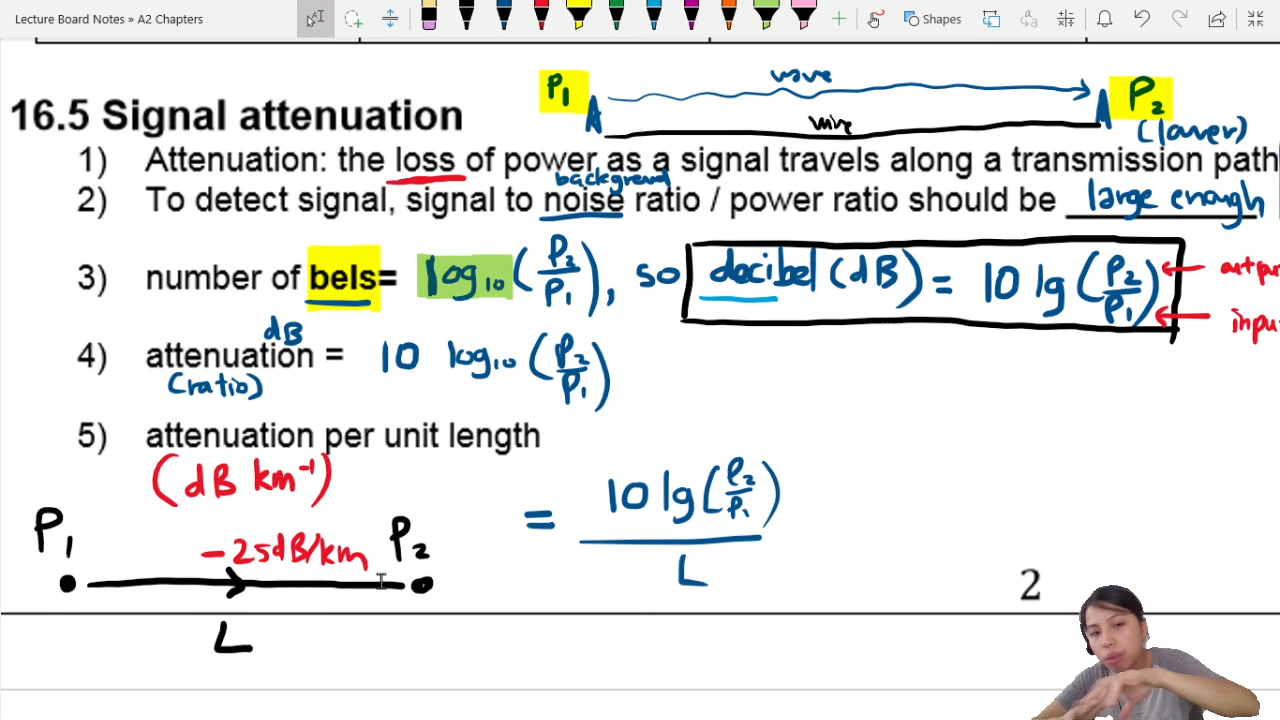 Lecture Board Notes » A2 Chapters
Shapes
P₁ wave P₂
A wire A (lower)
16.5 Signal attenuation
1) Attenuation: the loss of power as a signal travels along a transmission path
background
2) To detect signal, signal to noise ratio / power ratio should be large enough
3) number of bels= log₁₀ (P₂/P₁), so decibel (dB) = 10 lg (P₂/P₁)
outpu
inpu
dB
4) attenuation = 10 log₁₀ (P₂/P₁)
(ratio)
5) attenuation per unit length
(dB km⁻¹) = 10 lg (P₂/P₁) / L
P₁ -25dB/km P₂
L
2